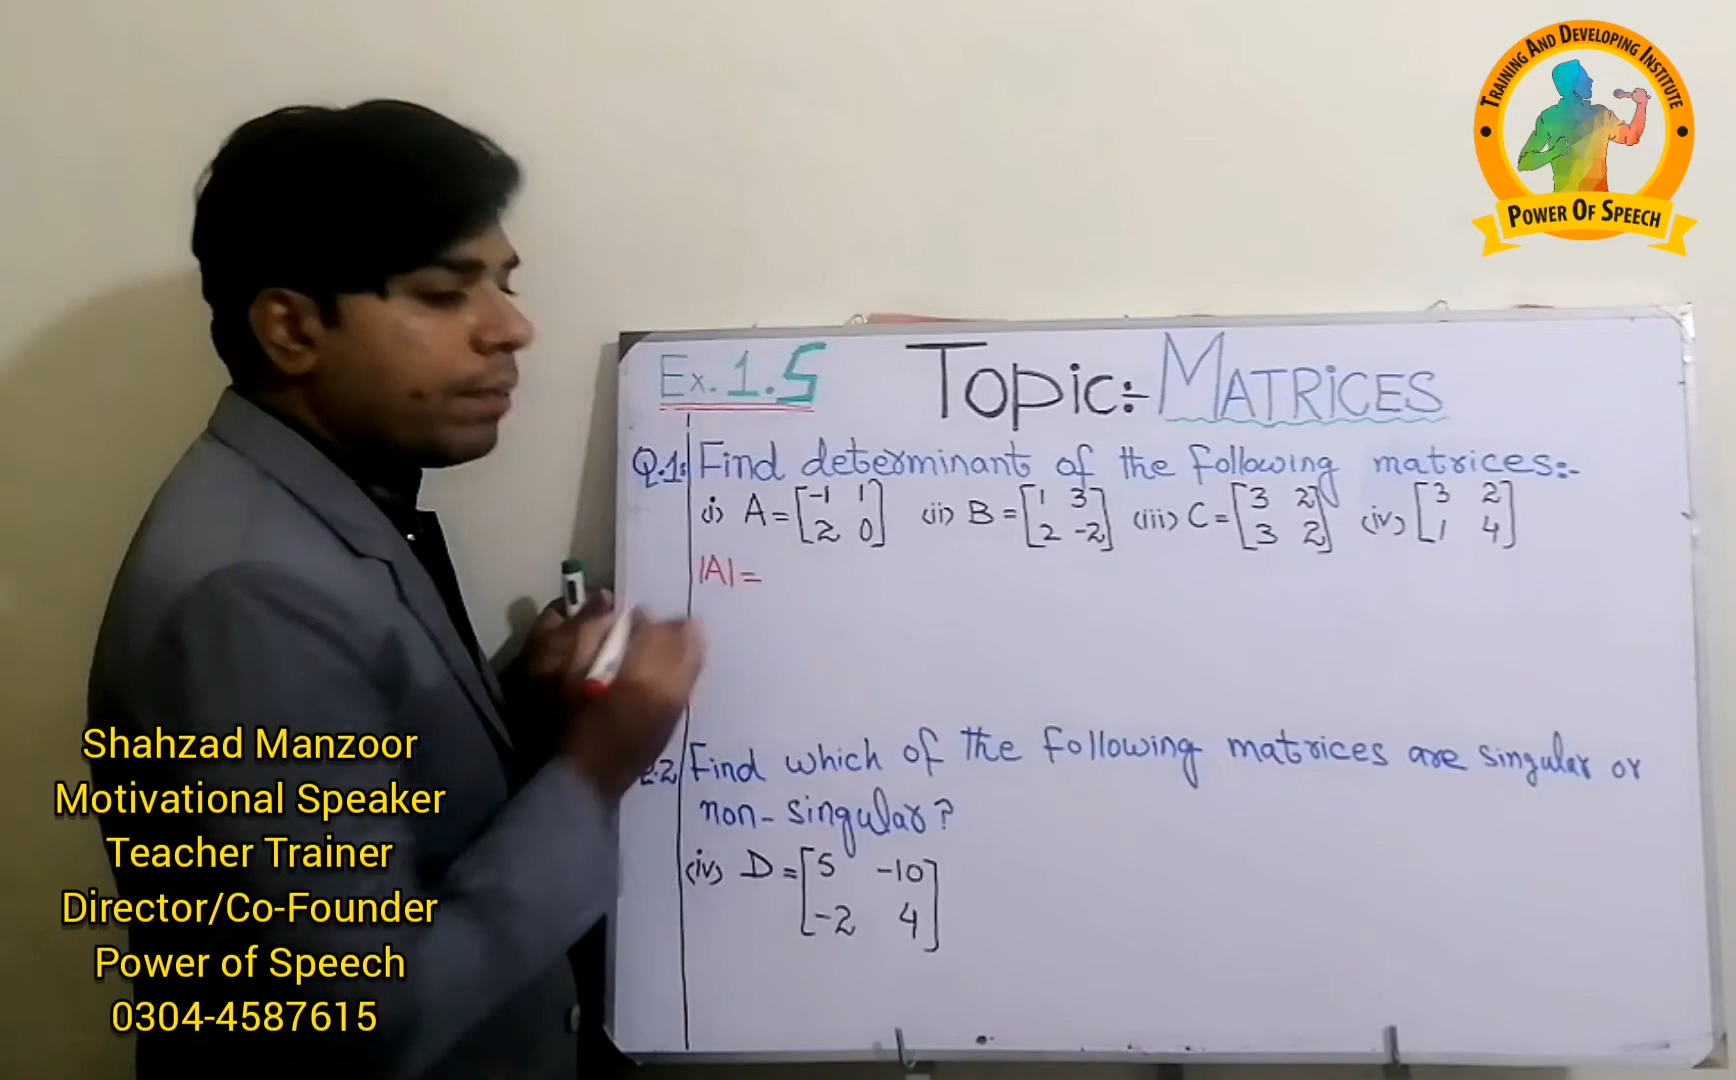 TRAINING AND DEVELOPING INSTITUTE
POWER OF SPEECH
Ex. 1.5 Topic:- MATRICES
Q.1: Find determinant of the following matrices:-
(i) A = [-1 1 (ii) B = [1 3] (iii) C = [3 2] (iv) [3 2]
2 0] 2 -2] 3 2] 1 4]
|A| =
Q.2 Find which of the following matrices are singular or
non-singular?
(iv) D = [5 -10]
-2 4]
Shahzad Manzoor
Motivational Speaker
Teacher Trainer
Director/Co-Founder
Power of Speech
0304-4587615